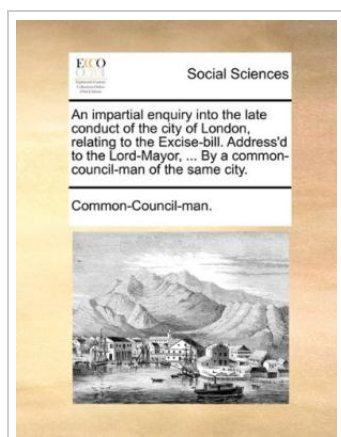 ECCO
Social Sciences
An impartial enquiry into the late
conduct of the city of London,
relating to the Excise-bill. Address'd
to the Lord-Mayor, ... By a common-
council-man of the same city.
Common-Council-man.